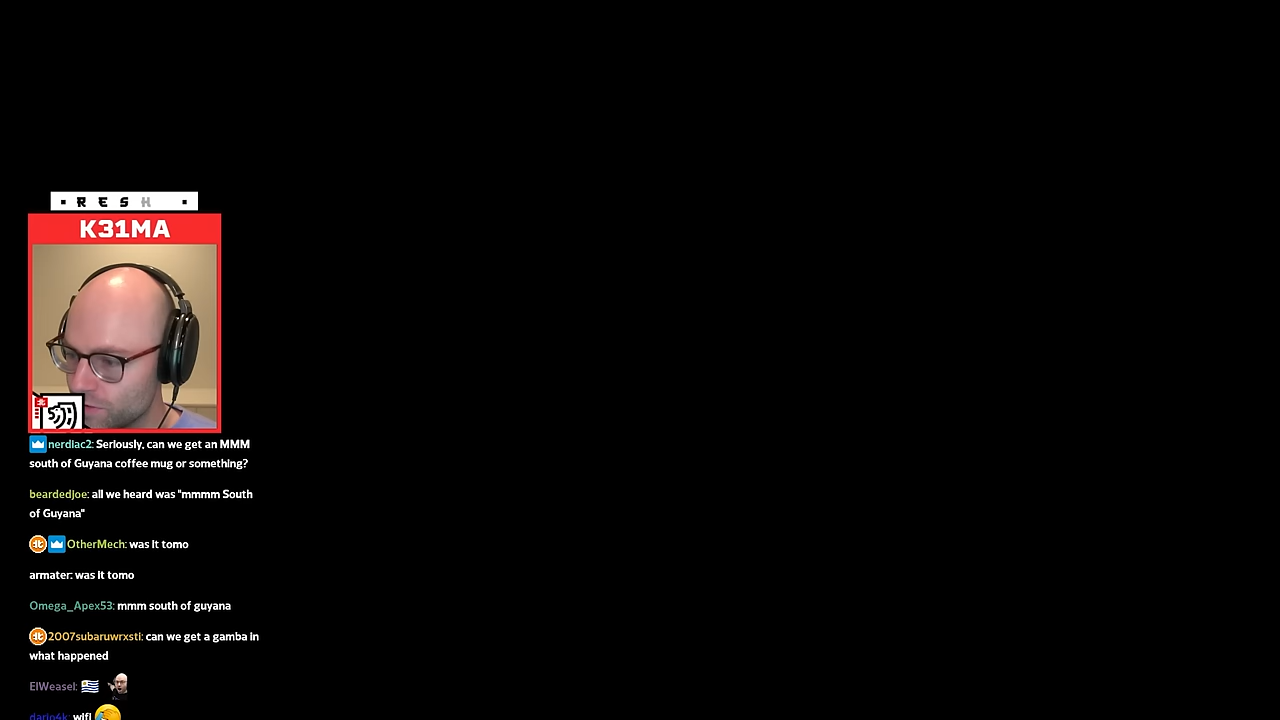 RESH
K31MA
nerdiac2: Seriously, can we get an MMM
south of Guyana coffee mug or something?
beardedjoe: all we heard was "mmmm South
of Guyana"
OtherMech: was it tomo
armater: was it tomo
Omega_Apex53: mmm south of guyana
2007subaruwrxsti: can we get a gamba in
what happened
ElWeasel:
dario4k: wifi